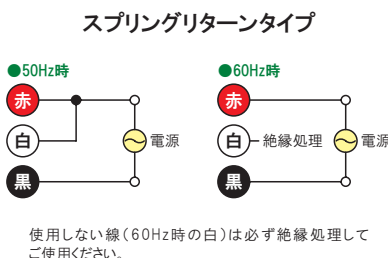 スプリングリターンタイプ
●50Hz時
●60Hz時
赤
白
黒
電源
赤
白
絶縁処理
電源
黒
使用しない線(60Hz時の白)は必ず絶縁処理して
ご使用ください。